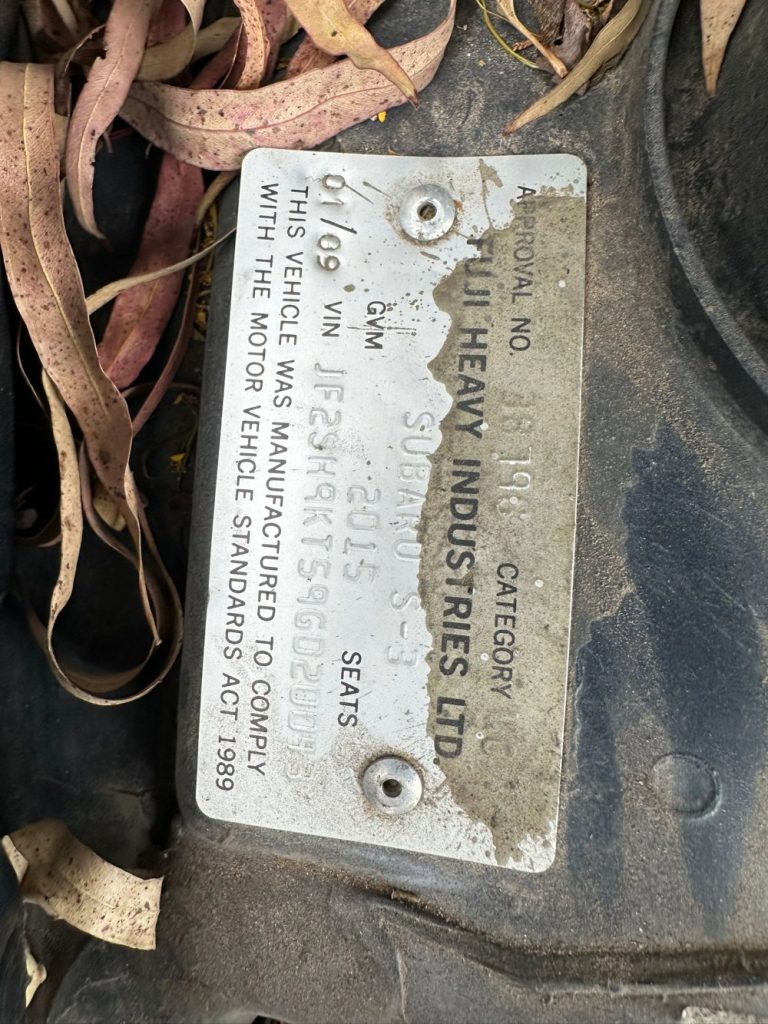 APPROVAL NO. CATEGORY
FUJI HEAVY INDUSTRIES LTD.
SUBARU S-3
GVM 2015 SEATS
01/09 VIN
THIS VEHICLE WAS MANUFACTURED TO COMPLY
WITH THE MOTOR VEHICLE STANDARDS ACT 1989